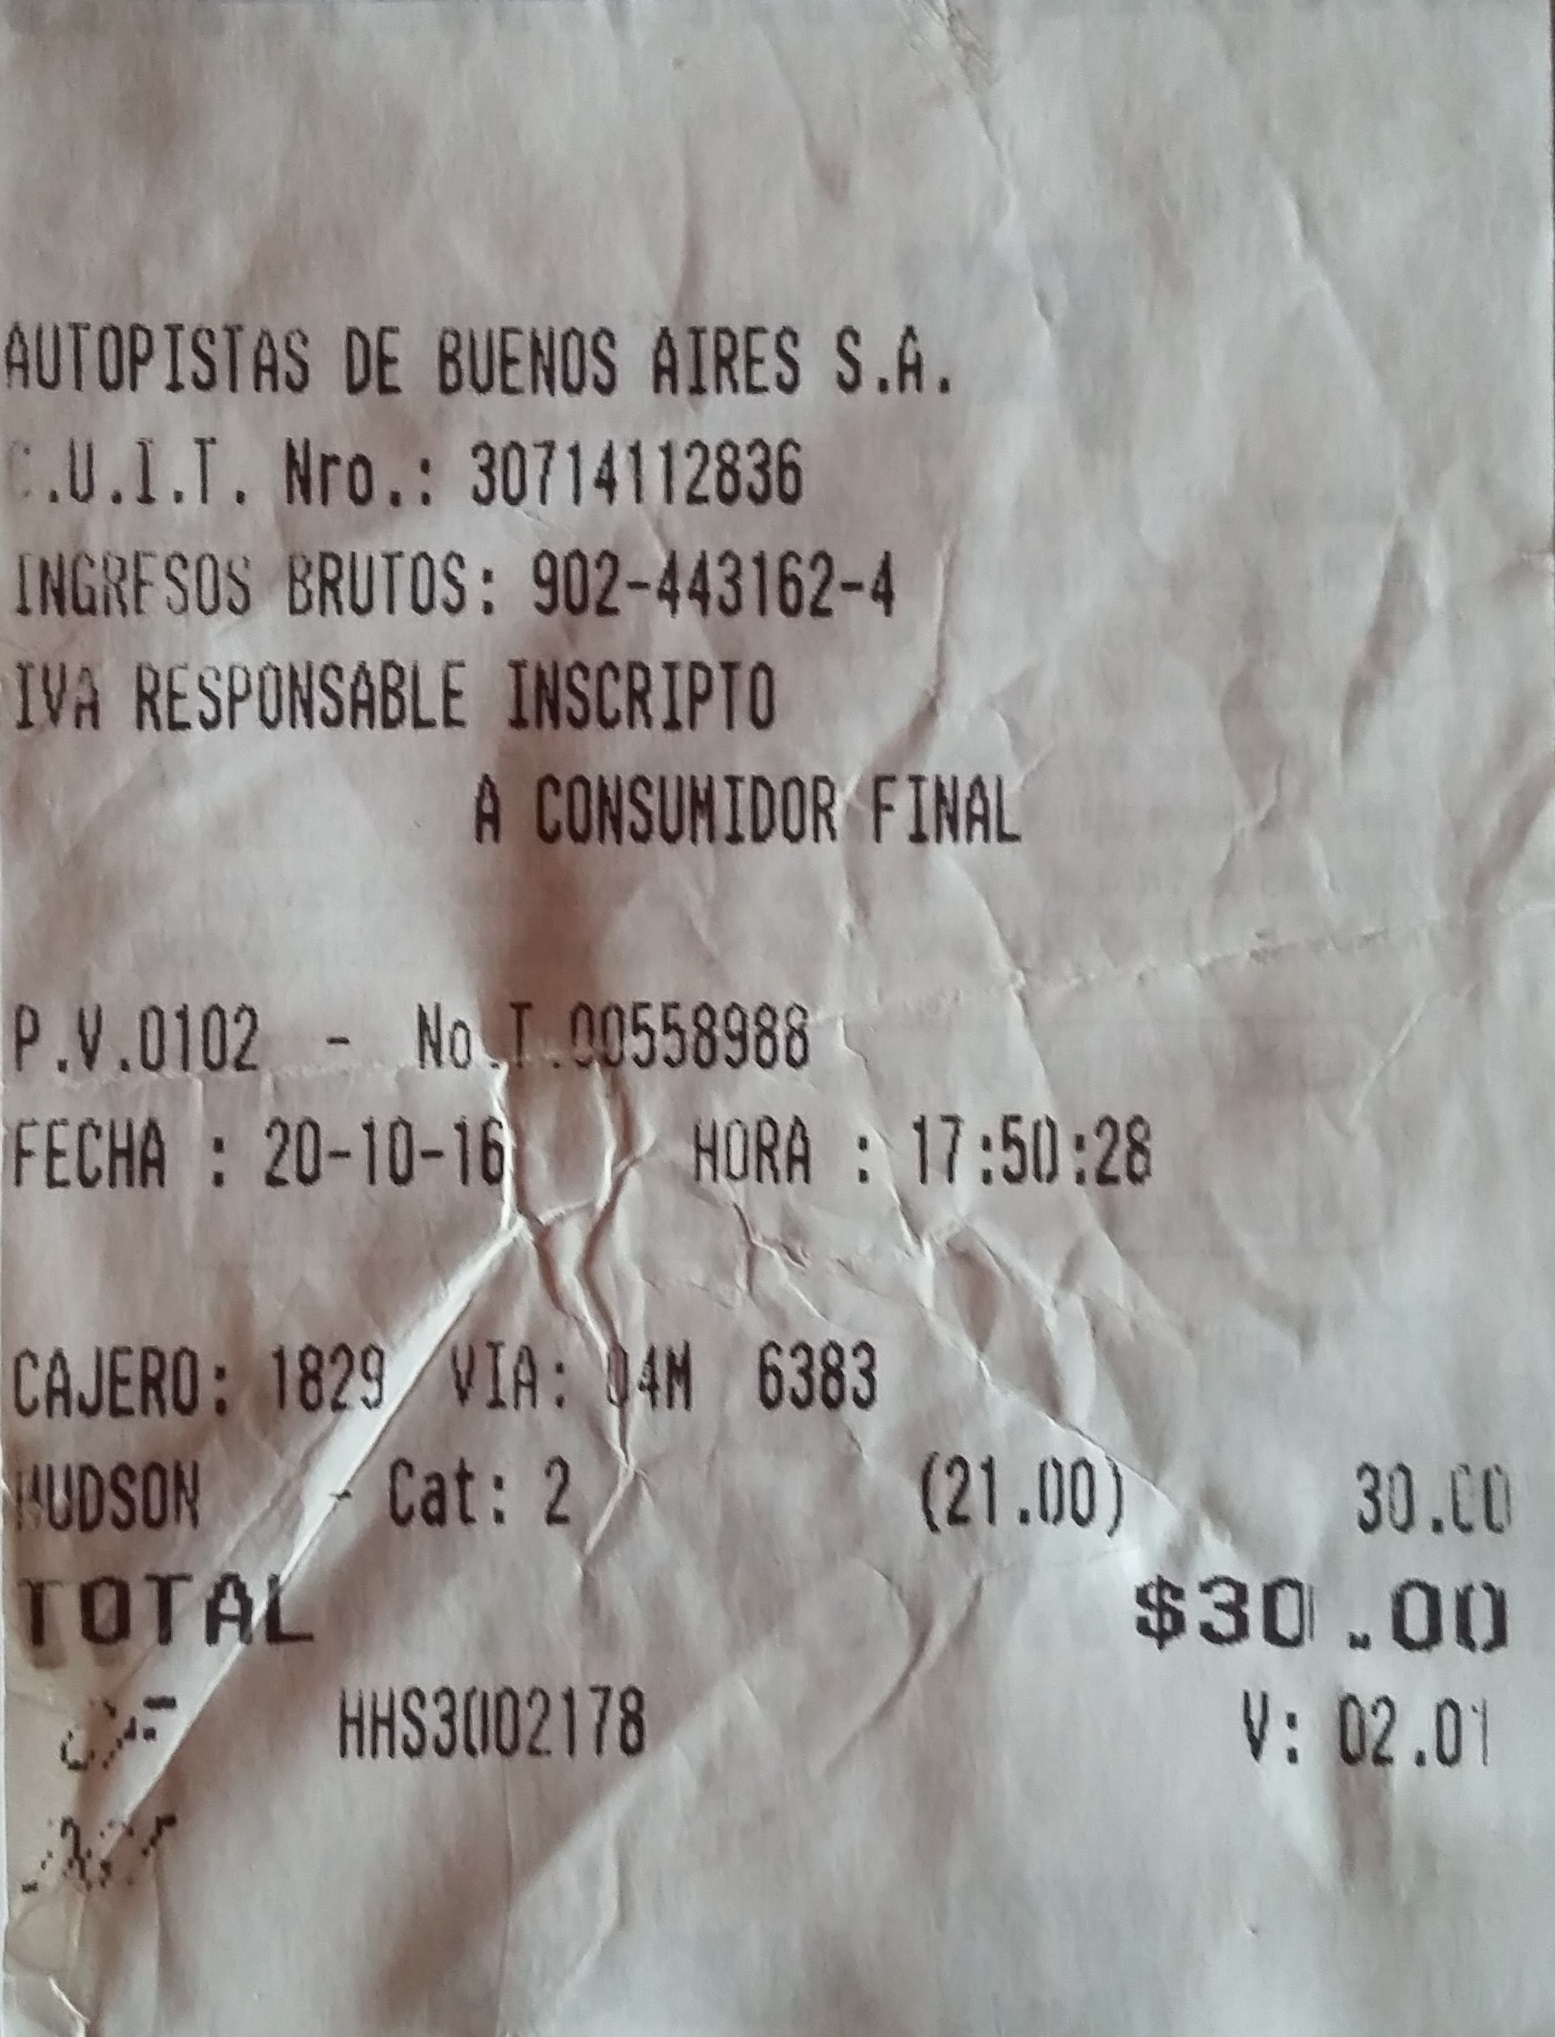 AUTOPISTAS DE BUENOS AIRES S.A.
C.U.I.T. Nro.: 30714112836
INGRESOS BRUTOS: 902-443162-4
IVA RESPONSABLE INSCRIPTO
A CONSUMIDOR FINAL
P.V.0102 - No.T.00558988
FECHA : 20-10-16 HORA : 17:50:28
CAJERO: 1829 VIA: 04M 6383
HUDSON - Cat: 2 (21.00) 30.00
TOTAL $30.00
HHS3002178 V: 02.01